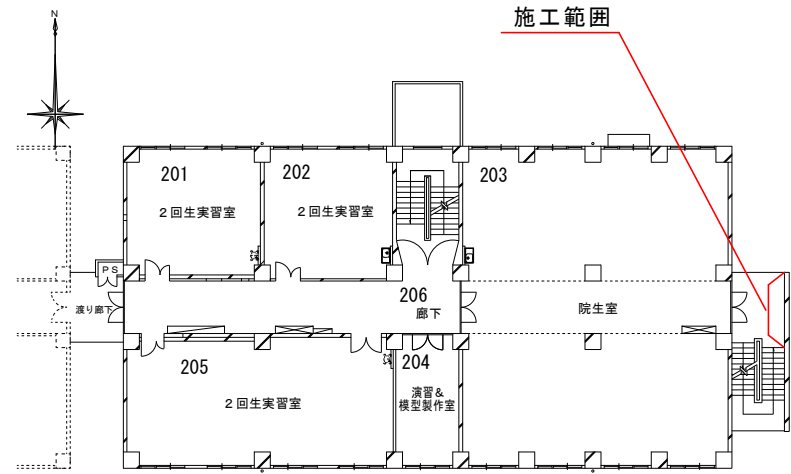 施工範囲
N
201
202
203
2回生実習室
2回生実習室
PS
渡り廊下
206
廊下
院生室
205
204
2回生実習室
演習&
模型製作室